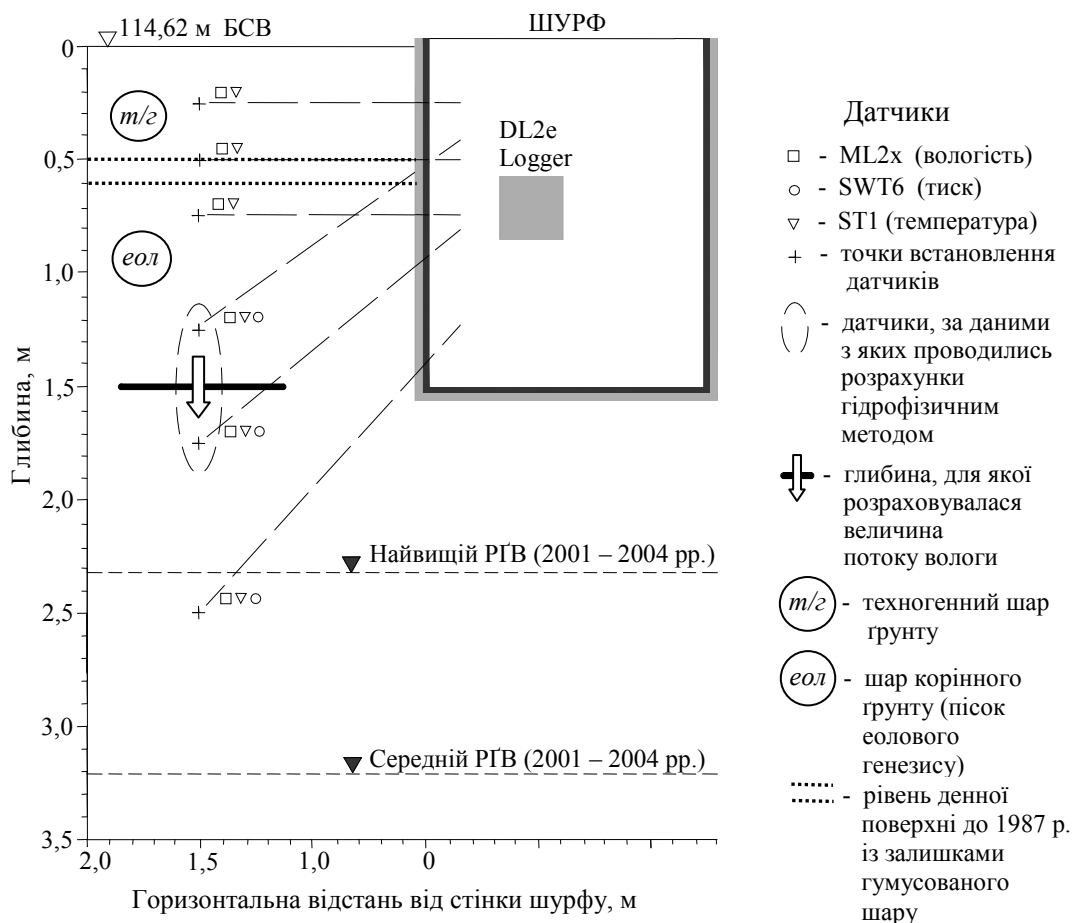 114,62 м БСВ
ШУРФ
0
0,5
1,0
1,5
2,0
2,5
3,0
3,5
Глибина, м
т/г
еол
DL2e
Logger
Найвищій РҐВ (2001 – 2004 рр.)
Середній РҐВ (2001 – 2004 рр.)
2,0
1,5
1,0
0
Горизонтальна відстань від стінки шурфу, м
Датчики
- ML2x (вологість)
- SWT6 (тиск)
- ST1 (температура)
- точки встановлення
датчиків
- датчики, за даними
з яких проводились
розрахунки
гідрофізичним
методом
- глибина, для якої
розраховувалася
величина
потоку вологи
т/г - техногенний шар
ґрунту
еол - шар корінного
ґрунту (пісок
еолового
генезису)
- рівень денної
поверхні до 1987 р.
із залишками
гумусованого
шару